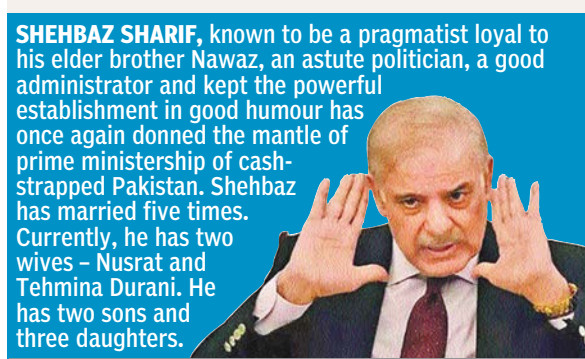 SHEHBAZ SHARIF, known to be a pragmatist loyal to
his elder brother Nawaz, an astute politician, a good
administrator and kept the powerful
establishment in good humour has
once again donned the mantle of
prime ministership of cash-
strapped Pakistan. Shehbaz
has married five times.
Currently, he has two
wives – Nusrat and
Tehmina Durani. He
has two sons and
three daughters.